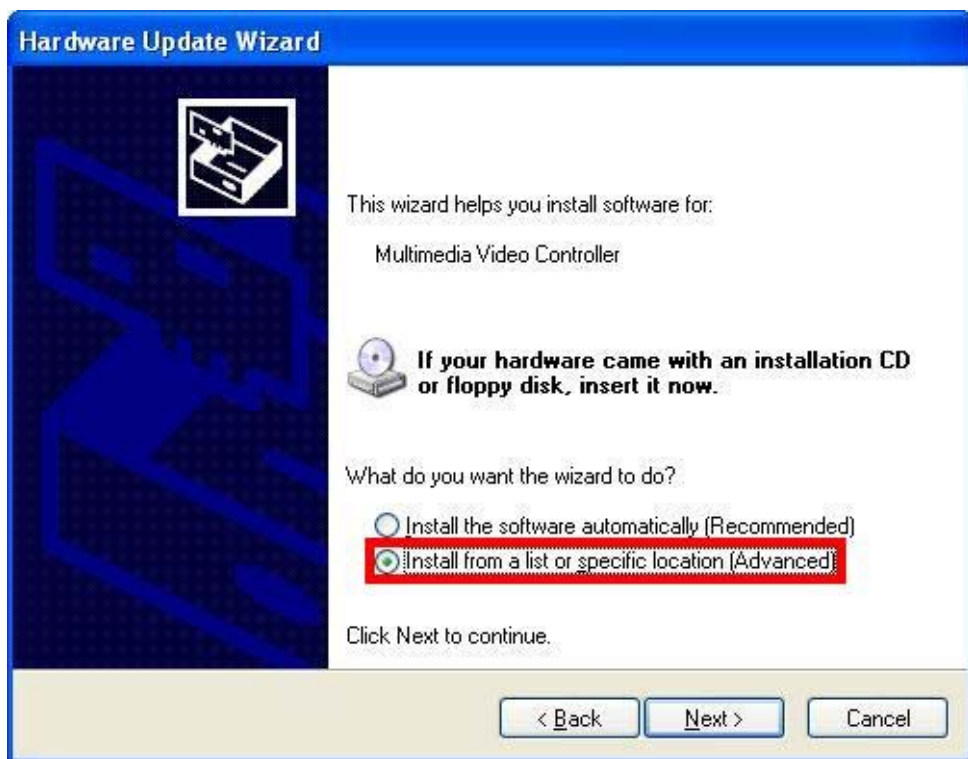 Hardware Update Wizard
This wizard helps you install software for:
Multimedia Video Controller
If your hardware came with an installation CD
or floppy disk, insert it now.
What do you want the wizard to do?
Install the software automatically (Recommended)
Install from a list or specific location (Advanced)
Click Next to continue.
< Back
Next >
Cancel